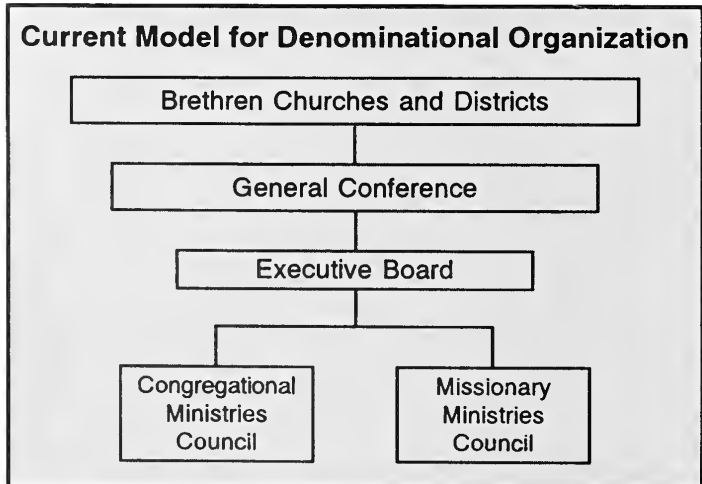 Current Model for Denominational Organization
Brethren Churches and Districts
General Conference
Executive Board
Congregational
Ministries
Council
Missionary
Ministries
Council